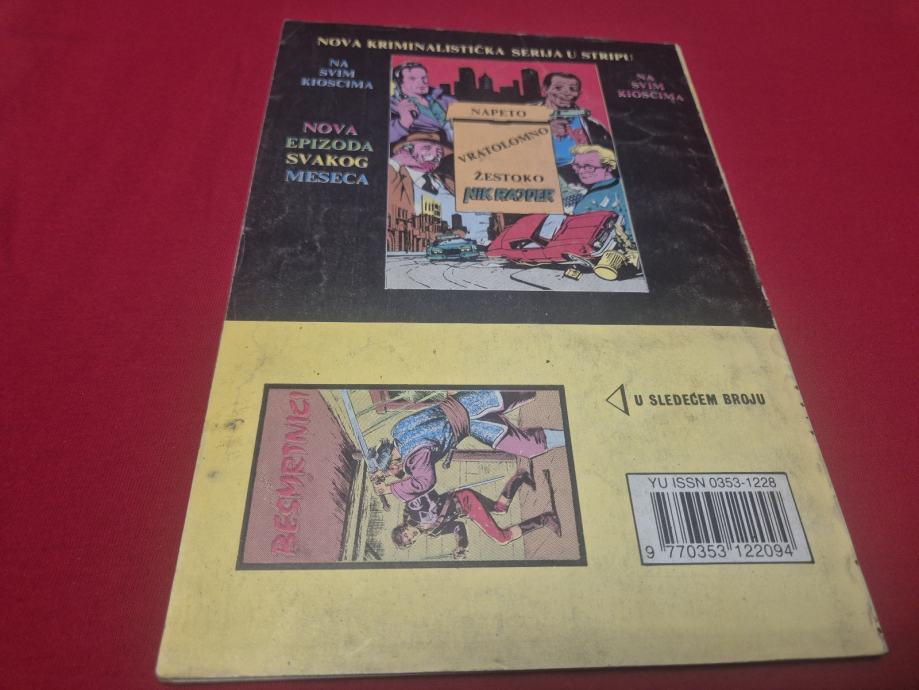 NOVA KRIMINALISTIČKA SERIJA U STRIPU
NA
SVIM
KIOSCIMA
NOVA
EPIZODA
SVAKOG
MESECA
NAPETO
VRATOLOMNO
ŽESTOKO
NIK RAJDER
NA
SVIM
KIOSCIMA
BESMRTNICI
U SLEDEĆEM BROJU
YU ISSN 0353-1228
9 770353 122094